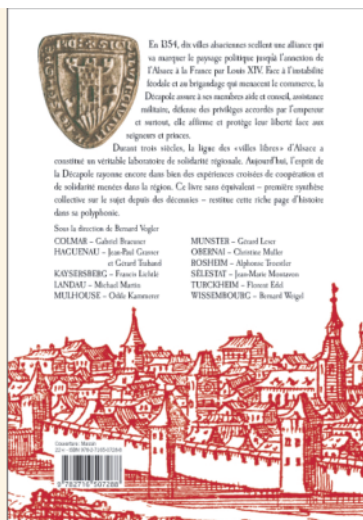 En 1354, dix villes alsaciennes scellent une alliance qui
va marquer le paysage politique jusqu'à l'annexion de
l'Alsace à la France par Louis XIV. Face à l'instabilité
féodale et au brigandage qui menacent le commerce, la
Décapole assure à ses membres aide et conseil, assistance
militaire, défense des privilèges accordés par l'empereur
et surtout, elle affirme et protège leur liberté face aux
seigneurs et princes.
Durant trois siècles, la ligue des «villes libres» d'Alsace a
constitué un véritable laboratoire de solidarité régionale. Aujourd'hui, l'esprit de
la Décapole rayonne encore dans bien des expériences croisées de coopération et
de solidarité menées dans la région. Ce livre sans équivalent – première synthèse
collective sur le sujet depuis des décennies – restitue cette riche page d'histoire
dans sa polyphonie.
Sous la direction de Bernard Vogler
COLMAR – Gabriel Braeuner
HAGUENAU – Jean-Paul Grasser
et Gérard Traband
KAYSERSBERG – Francis Lichtlé
LANDAU – Michael Martin
MULHOUSE – Odile Kammerer
MUNSTER – Gérard Leser
OBERNAI – Christine Muller
ROSHEIM – Alphonse Troestler
SÉLESTAT – Jean-Marie Montavon
TURCKHEIM – Florent Erhel
WISSEMBOURG – Bernard Weigel
9 782716 507288